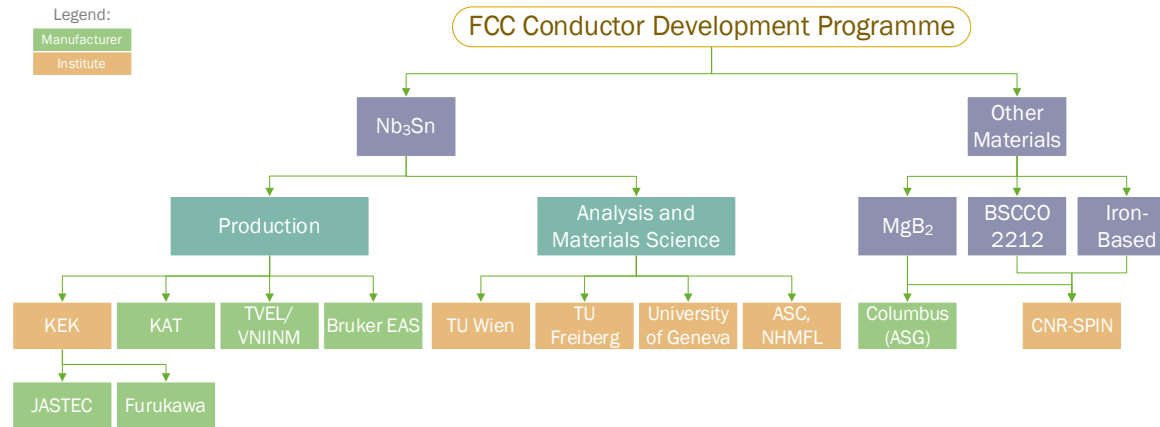 Legend:
Manufacturer
Institute
FCC Conductor Development Programme
Nb₃Sn
Other
Materials
Production
Analysis and
Materials Science
MgB₂
BSCCO
2212
Iron-
Based
KEK
KAT
TVEL/
VNIINM
Bruker EAS
TU Wien
TU
Freiberg
University
of Geneva
ASC,
NHMFL
Columbus
(ASG)
CNR-SPIN
JASTEC
Furukawa